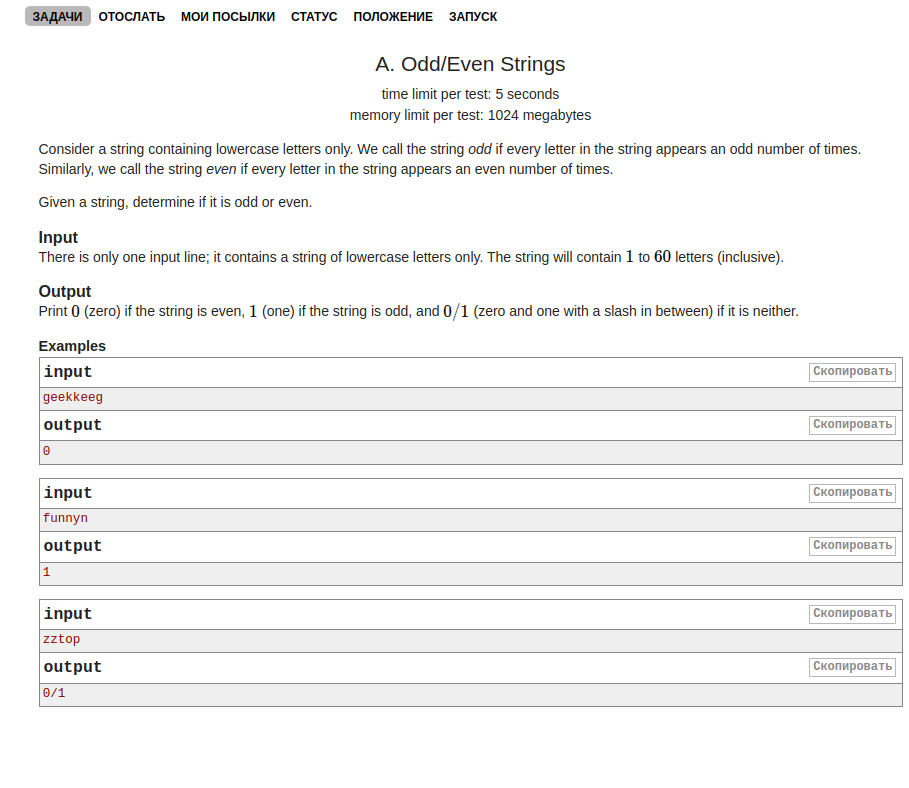 ЗАДАЧИ ОТОСЛАТЬ МОИ ПОСЫЛКИ СТАТУС ПОЛОЖЕНИЕ ЗАПУСК
A. Odd/Even Strings
time limit per test: 5 seconds
memory limit per test: 1024 megabytes
Consider a string containing lowercase letters only. We call the string odd if every letter in the string appears an odd number of times.
Similarly, we call the string even if every letter in the string appears an even number of times.
Given a string, determine if it is odd or even.
Input
There is only one input line; it contains a string of lowercase letters only. The string will contain 1 to 60 letters (inclusive).
Output
Print 0 (zero) if the string is even, 1 (one) if the string is odd, and 0/1 (zero and one with a slash in between) if it is neither.
Examples
input Скопировать
geekkeeg
output Скопировать
0
input Скопировать
funnyn
output Скопировать
1
input Скопировать
zztop
output Скопировать
0/1